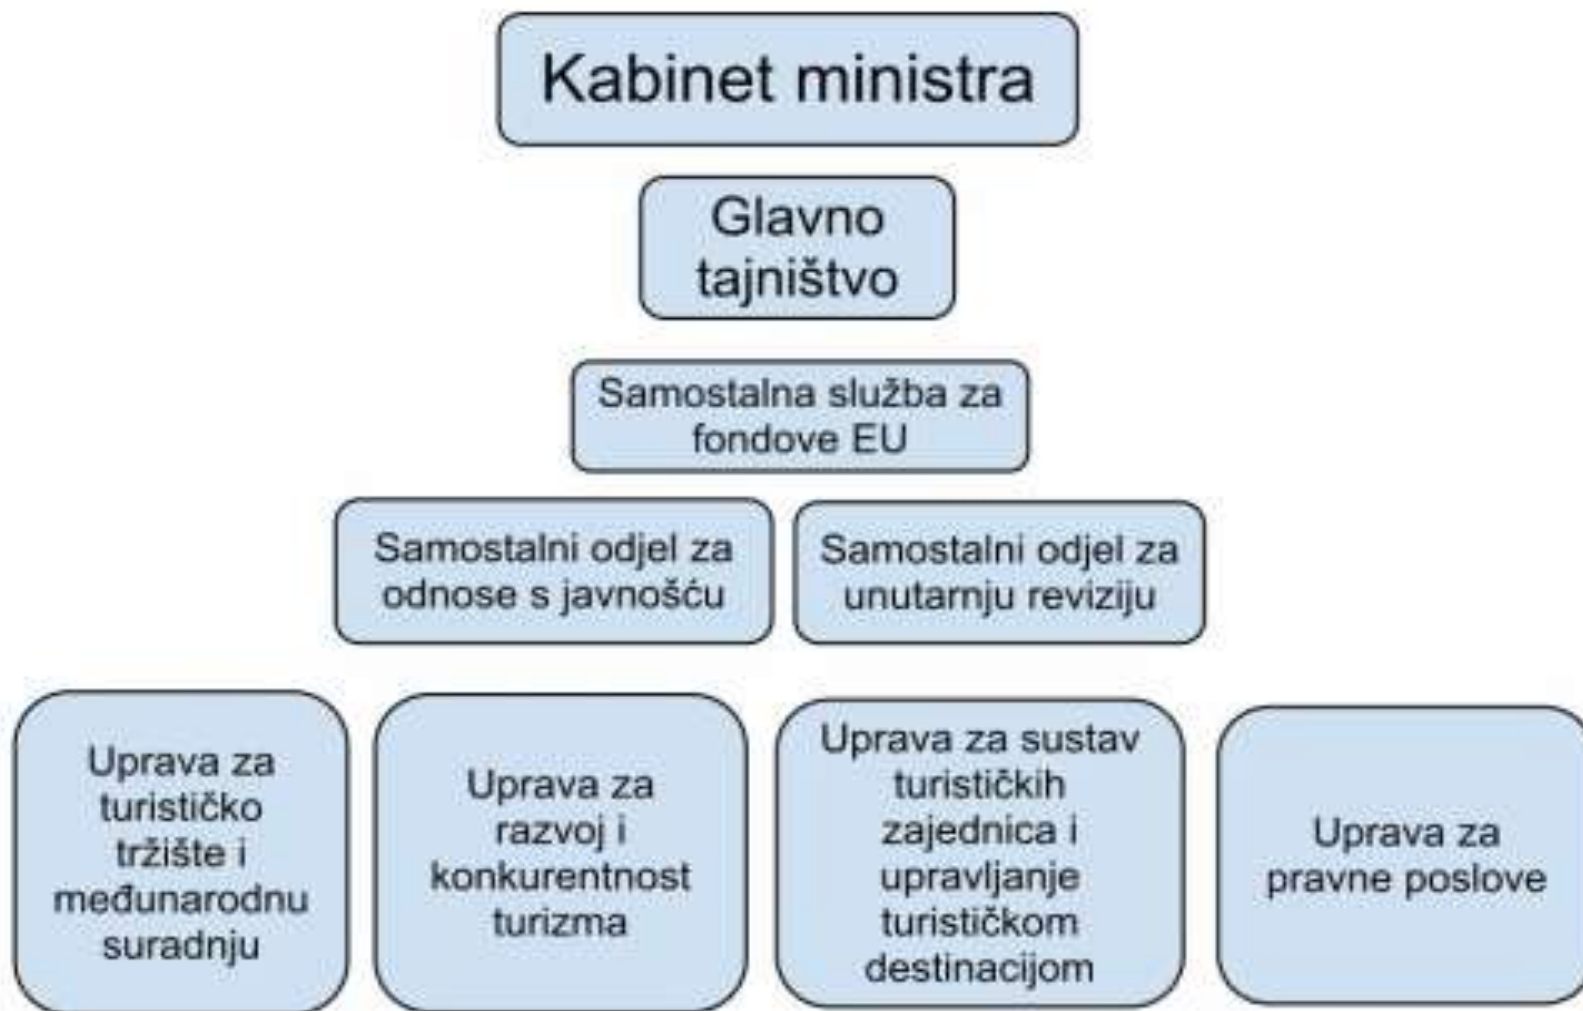 Kabinet ministra
Glavno
tajništvo
Samostalna služba za
fondove EU
Samostalni odjel za
odnose s javnošću
Samostalni odjel za
unutarnju reviziju
Uprava za
turističko
tržište i
međunarodnu
suradnju
Uprava za
razvoj i
konkurentnost
turizma
Uprava za sustav
turističkih
zajednica i
upravljanje
turističkom
destinacijom
Uprava za
pravne poslove